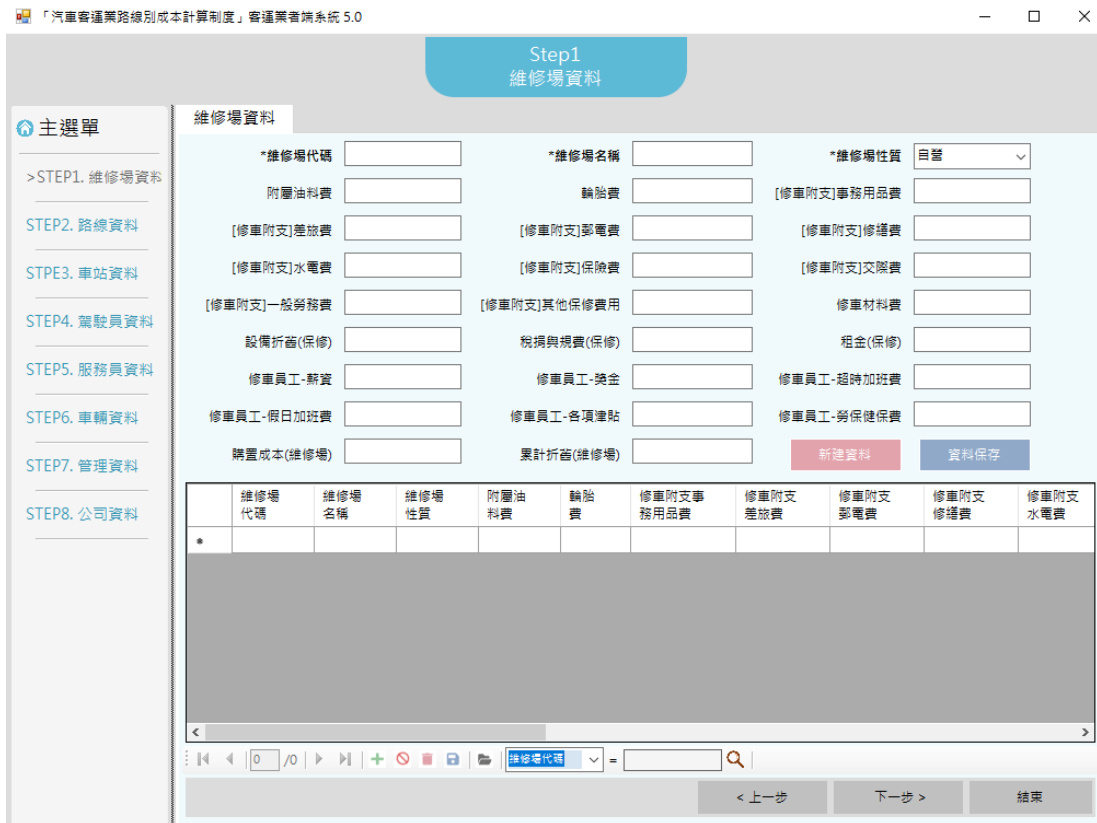 「汽車客運業路線別成本計算制度」客運業者端系統 5.0
Step1
維修場資料
主選單
>STEP1. 維修場資料
STEP2. 路線資料
STPE3. 車站資料
STEP4. 駕駛員資料
STEP5. 服務員資料
STEP6. 車輛資料
STEP7. 管理資料
STEP8. 公司資料
維修場資料
*維修場代碼 *維修場名稱 *維修場性質 自營
附屬油料費 輪胎費 [修車附支]事務用品費
[修車附支]差旅費 [修車附支]郵電費 [修車附支]修繕費
[修車附支]水電費 [修車附支]保險費 [修車附支]交際費
[修車附支]一般勞務費 [修車附支]其他保修費用 修車材料費
設備折舊(保修) 稅捐與規費(保修) 租金(保修)
修車員工-薪資 修車員工-獎金 修車員工-超時加班費
修車員工-假日加班費 修車員工-各項津貼 修車員工-勞保健保費
購置成本(維修場) 累計折舊(維修場) 新建資料 資料保存
維修場 維修場 維修場 附屬油 輪胎 修車附支事 修車附支 修車附支 修車附支 修車附支
代碼 名稱 性質 料費 費 務用品費 差旅費 郵電費 修繕費 水電費
*
0 /0 維修場代碼 =
< 上一步 下一步 > 結束